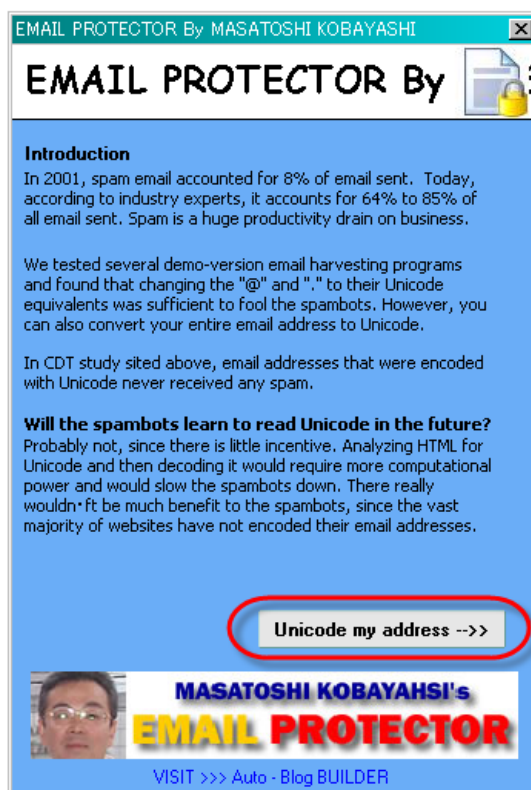 EMAIL PROTECTOR By MASATOSHI KOBAYASHI
EMAIL PROTECTOR By
Introduction
In 2001, spam email accounted for 8% of email sent. Today,
according to industry experts, it accounts for 64% to 85% of
all email sent. Spam is a huge productivity drain on business.
We tested several demo-version email harvesting programs
and found that changing the "@" and "." to their Unicode
equivalents was sufficient to fool the spambots. However, you
can also convert your entire email address to Unicode.
In CDT study sited above, email addresses that were encoded
with Unicode never received any spam.
Will the spambots learn to read Unicode in the future?
Probably not, since there is little incentive. Analyzing HTML for
Unicode and then decoding it would require more computational
power and would slow the spambots down. There really
wouldn・ft be much benefit to the spambots, since the vast
majority of websites have not encoded their email addresses.
Unicode my address -->>
MASATOSHI KOBAYAHSI's
EMAIL PROTECTOR
VISIT >>> Auto - Blog BUILDER